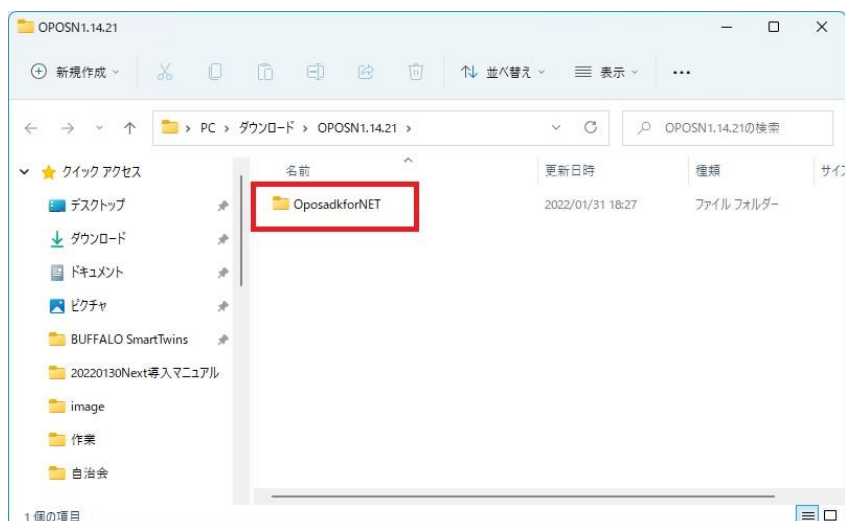 OPOSN1.14.21
新規作成
並べ替え
表示
PC › ダウンロード › OPOSN1.14.21 ›
OPOSN1.14.21の検索
クイック アクセス
名前
更新日時
種類
サイズ
デスクトップ
OposadkforNET
2022/01/31 18:27
ファイル フォルダー
ダウンロード
ドキュメント
ピクチャ
BUFFALO SmartTwins
20220130Next導入マニュアル
image
作業
自治会
1 個の項目